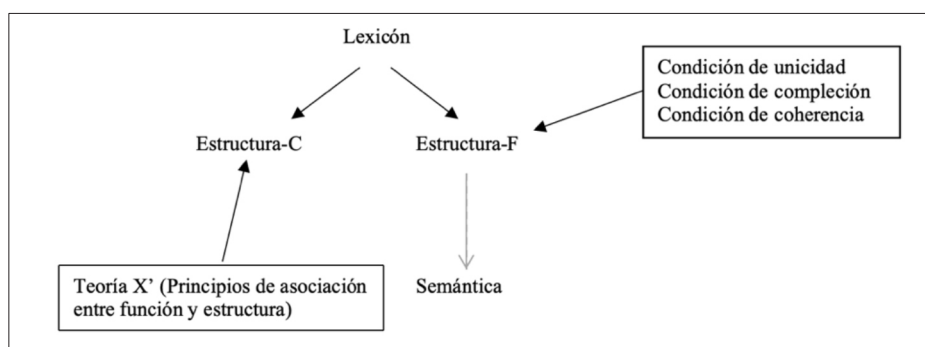 Lexicón
Condición de unicidad
Condición de compleción
Condición de coherencia
Estructura-C
Estructura-F
Teoría X’ (Principios de asociación
entre función y estructura)
Semántica